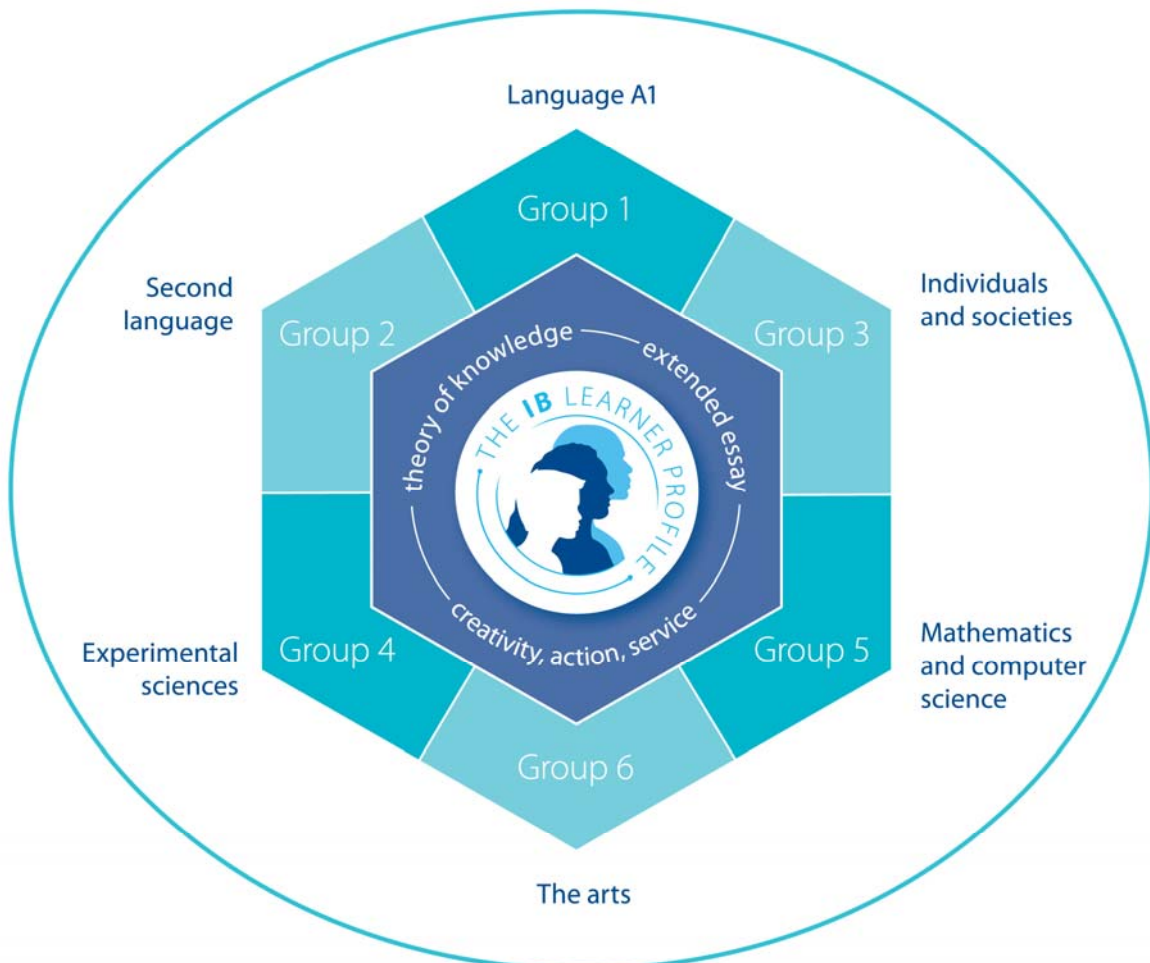 Language A1
Group 1
Second
language
Group 2
Group 3
Individuals
and societies
theory of knowledge
extended essay
THE IB LEARNER PROFILE
creativity, action, service
Experimental
sciences
Group 4
Group 5
Mathematics
and computer
science
Group 6
The arts